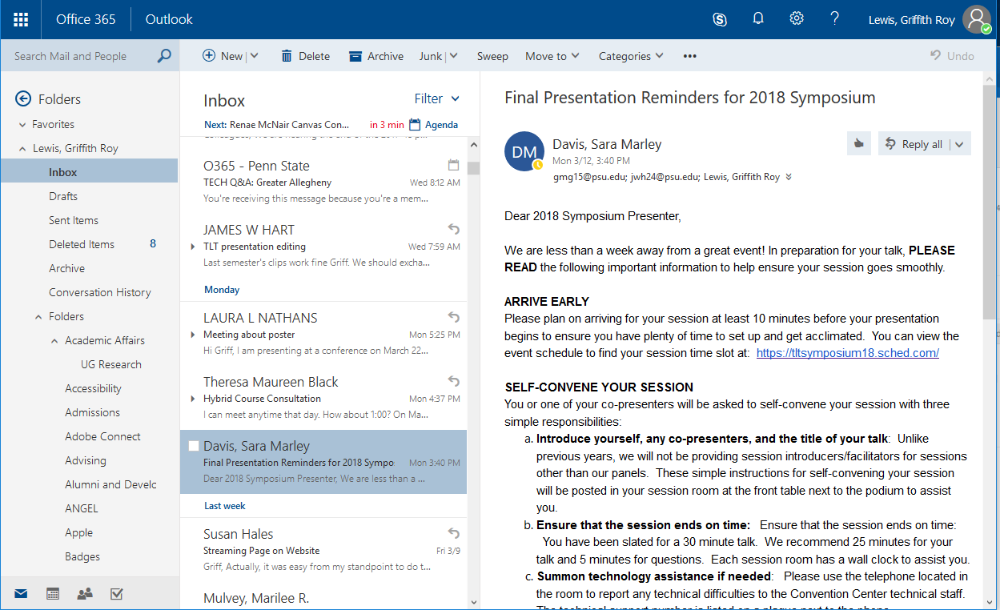 Office 365
Outlook
Lewis, Griffith Roy
Search Mail and People
New
Delete
Archive
Junk
Sweep
Move to
Categories
Undo
Folders
Favorites
Lewis, Griffith Roy
Inbox
Drafts
Sent Items
Deleted Items 8
Archive
Conversation History
Folders
Academic Affairs
UG Research
Accessibility
Admissions
Adobe Connect
Advising
Alumni and Develc
ANGEL
Apple
Badges
Inbox
Filter
Next: Renae McNair Canvas Con... in 3 min Agenda
O365 - Penn State
TECH Q&A: Greater Allegheny Wed 8:12 AM
You're receiving this message because you're a mem...
JAMES W HART
TLT presentation editing Wed 7:59 AM
Last semester's clips work fine Griff. We should excha...
Monday
LAURA L NATHANS
Meeting about poster Mon 5:25 PM
Hi Griff, I am presenting at a conference on March 22...
Theresa Maureen Black
Hybrid Course Consultation Mon 4:37 PM
I can meet anytime that day. How about 1:00? On Ma...
Davis, Sara Marley
Final Presentation Reminders for 2018 Sympo Mon 3:40 PM
Dear 2018 Symposium Presenter, We are less than a ...
Last week
Susan Hales
Streaming Page on Website Fri 3/9
Griff, Actually, it was easy from my standpoint to do t...
Mulvey, Marilee R.
Final Presentation Reminders for 2018 Symposium
DM
Davis, Sara Marley
Mon 3/12, 3:40 PM
gmg15@psu.edu; jwh24@psu.edu; Lewis, Griffith Roy
Reply all
Dear 2018 Symposium Presenter,
We are less than a week away from a great event! In preparation for your talk, PLEASE
READ the following important information to help ensure your session goes smoothly.
ARRIVE EARLY
Please plan on arriving for your session at least 10 minutes before your presentation
begins to ensure you have plenty of time to set up and get acclimated. You can view the
event schedule to find your session time slot at: https://tltsymposium18.sched.com/
SELF-CONVENE YOUR SESSION
You or one of your co-presenters will be asked to self-convene your session with three
simple responsibilities:
a. Introduce yourself, any co-presenters, and the title of your talk: Unlike
previous years, we will not be providing session introducers/facilitators for sessions
other than our panels. These simple instructions for self-convening your session
will be posted in your session room at the front table next to the podium to assist
you.
b. Ensure that the session ends on time: Ensure that the session ends on time:
You have been slated for a 30 minute talk. We recommend 25 minutes for your
talk and 5 minutes for questions. Each session room has a wall clock to assist you.
c. Summon technology assistance if needed: Please use the telephone located in
the room to report any technical difficulties to the Convention Center technical staff.
The technical support number is listed on a plaque next to the phone.